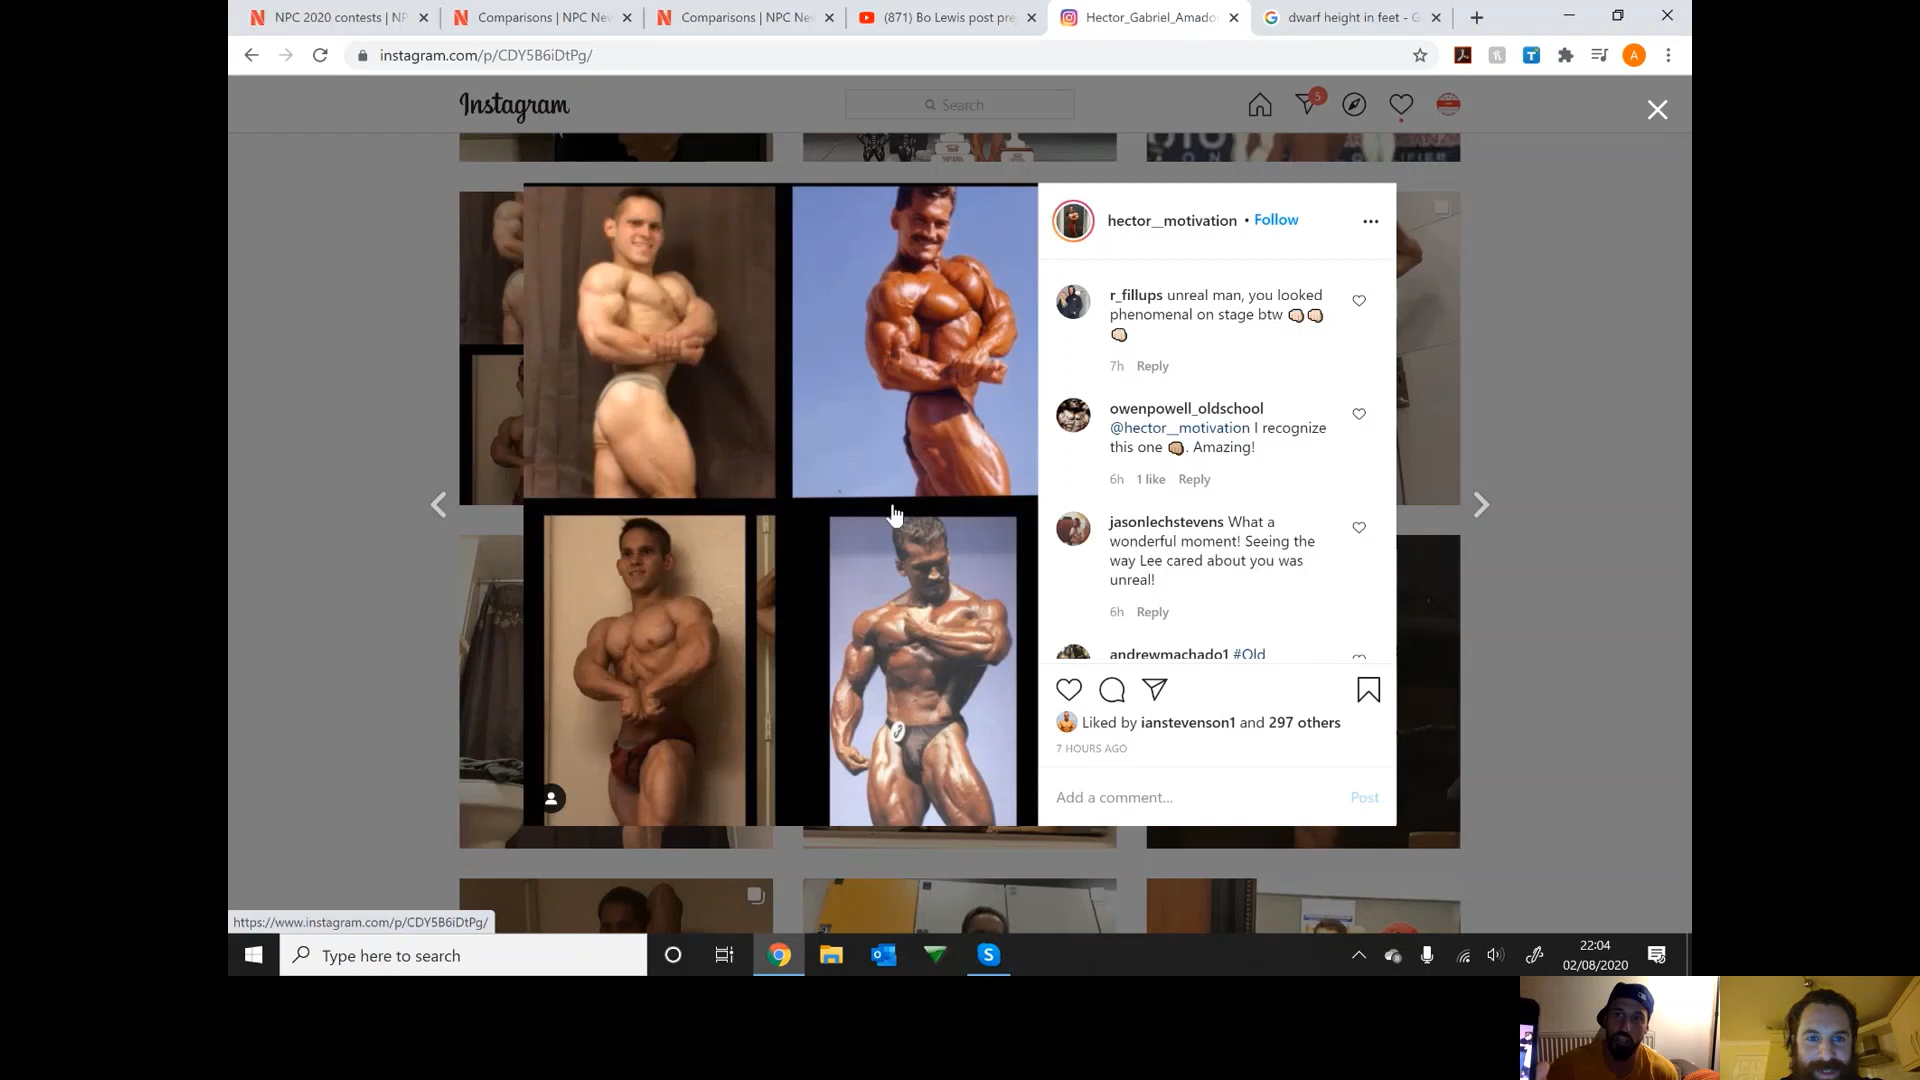 NPC 2020 contests | NP
Comparisons | NPC Ne
Comparisons | NPC Ne
(871) Bo Lewis post pre
Hector_Gabriel_Amado
dwarf height in feet - G
instagram.com/p/CDY5B6iDtPg/
A
Instagram
Search
5
hector__motivation • Follow
r_fillups unreal man, you looked
phenomenal on stage btw 👊🏻👊🏻
👊🏻
7h Reply
owenpowell_oldschool
@hector__motivation I recognize
this one 👊🏽. Amazing!
6h 1 like Reply
jasonlechstevens What a
wonderful moment! Seeing the
way Lee cared about you was
unreal!
6h Reply
andrewmachado1 #Old
Liked by ianstevenson1 and 297 others
7 HOURS AGO
Add a comment...
Post
3
https://www.instagram.com/p/CDY5B6iDtPg/
Type here to search
22:04
02/08/2020